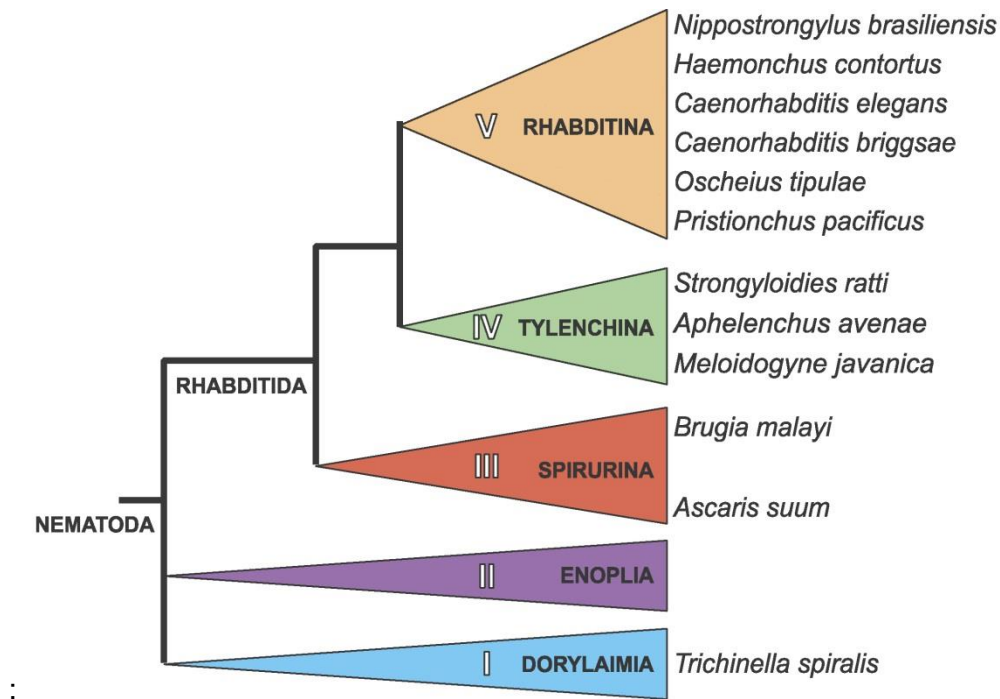 Nippostrongylus brasiliensis
Haemonchus contortus
V RHABDITINA
Caenorhabditis elegans
Caenorhabditis briggsae
Oscheius tipulae
Pristionchus pacificus
Strongyloidies ratti
IV TYLENCHINA
Aphelenchus avenae
Meloidogyne javanica
RHABDITIDA
Brugia malayi
III SPIRURINA
Ascaris suum
NEMATODA
II ENOPLIA
I DORYLAIMIA
Trichinella spiralis
: